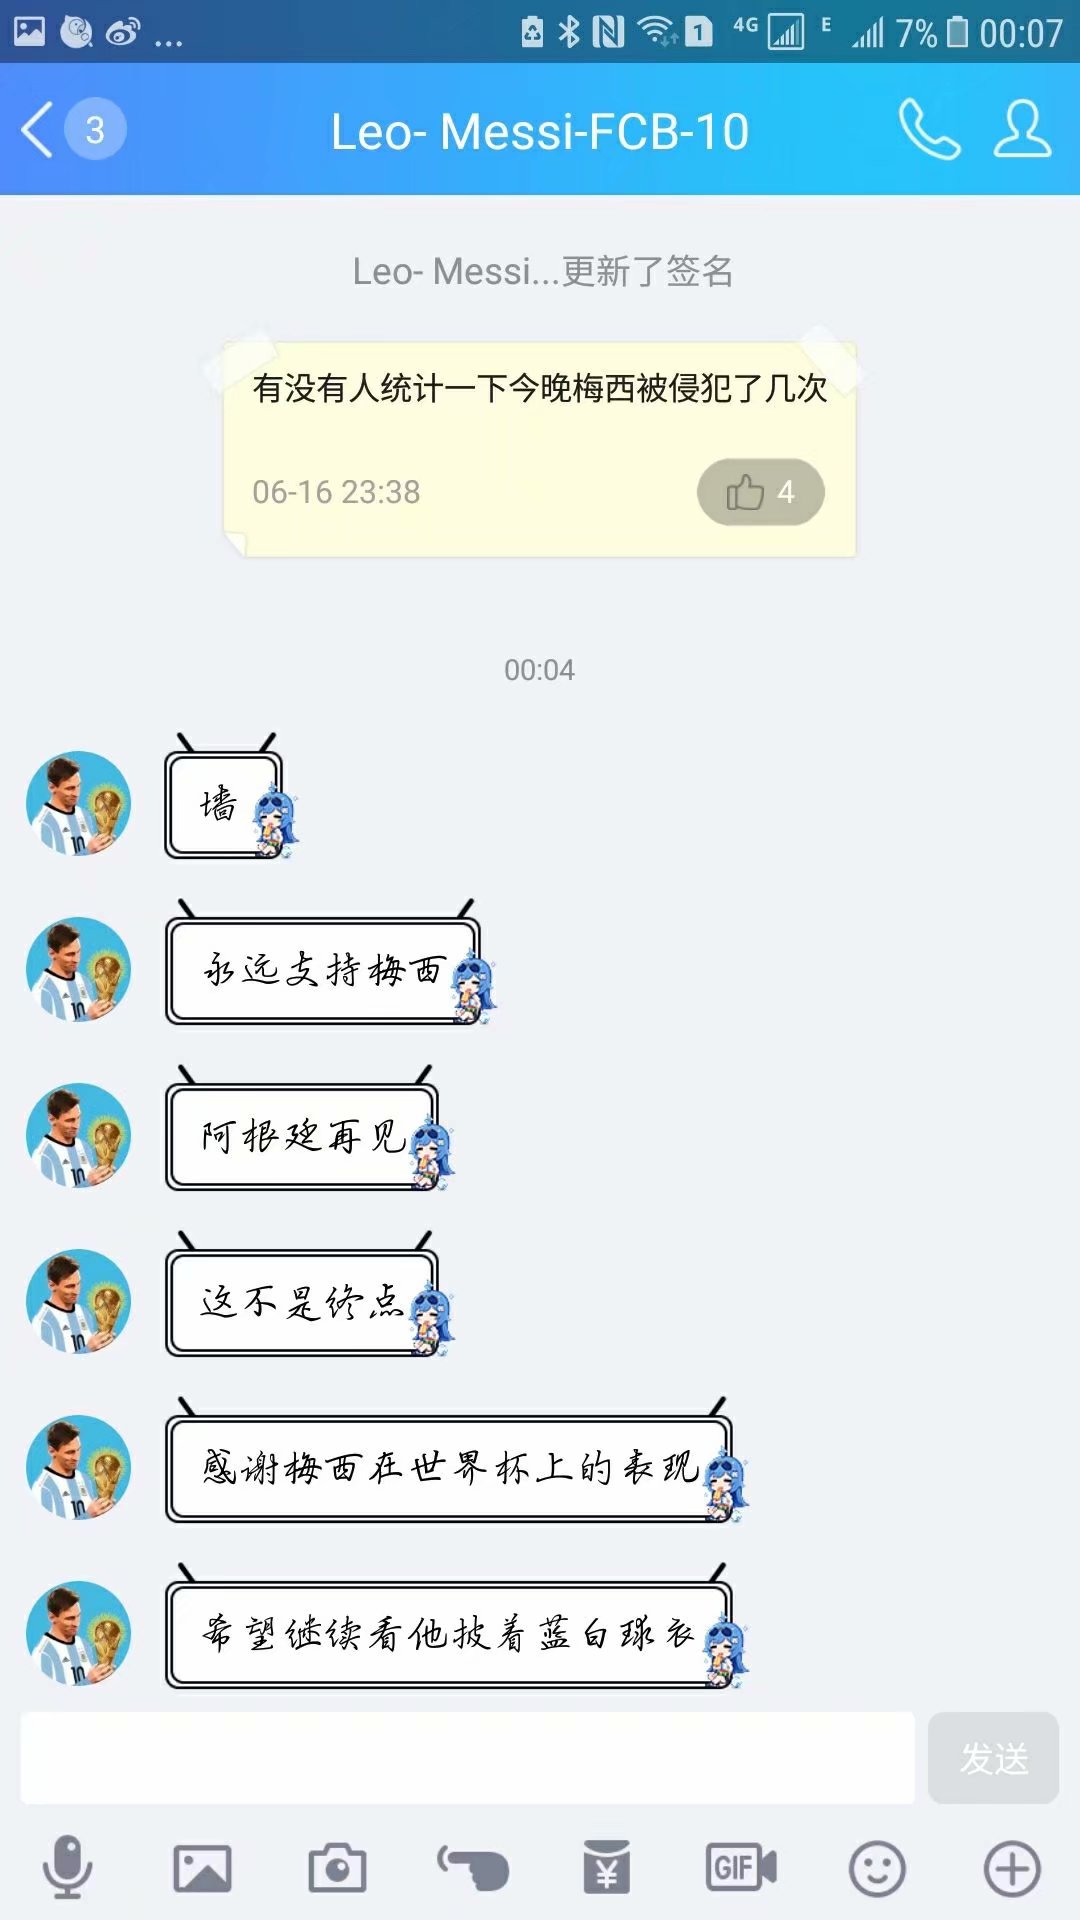 1 4G E 7% 00:07
3 Leo- Messi-FCB-10
Leo- Messi...更新了签名
有没有人统计一下今晚梅西被侵犯了几次
06-16 23:38 4
00:04
墙
永远支持梅西
阿根廷再见
这不是终点
感谢梅西在世界杯上的表现
希望继续看他披着蓝白球衣
发送
¥ GIF